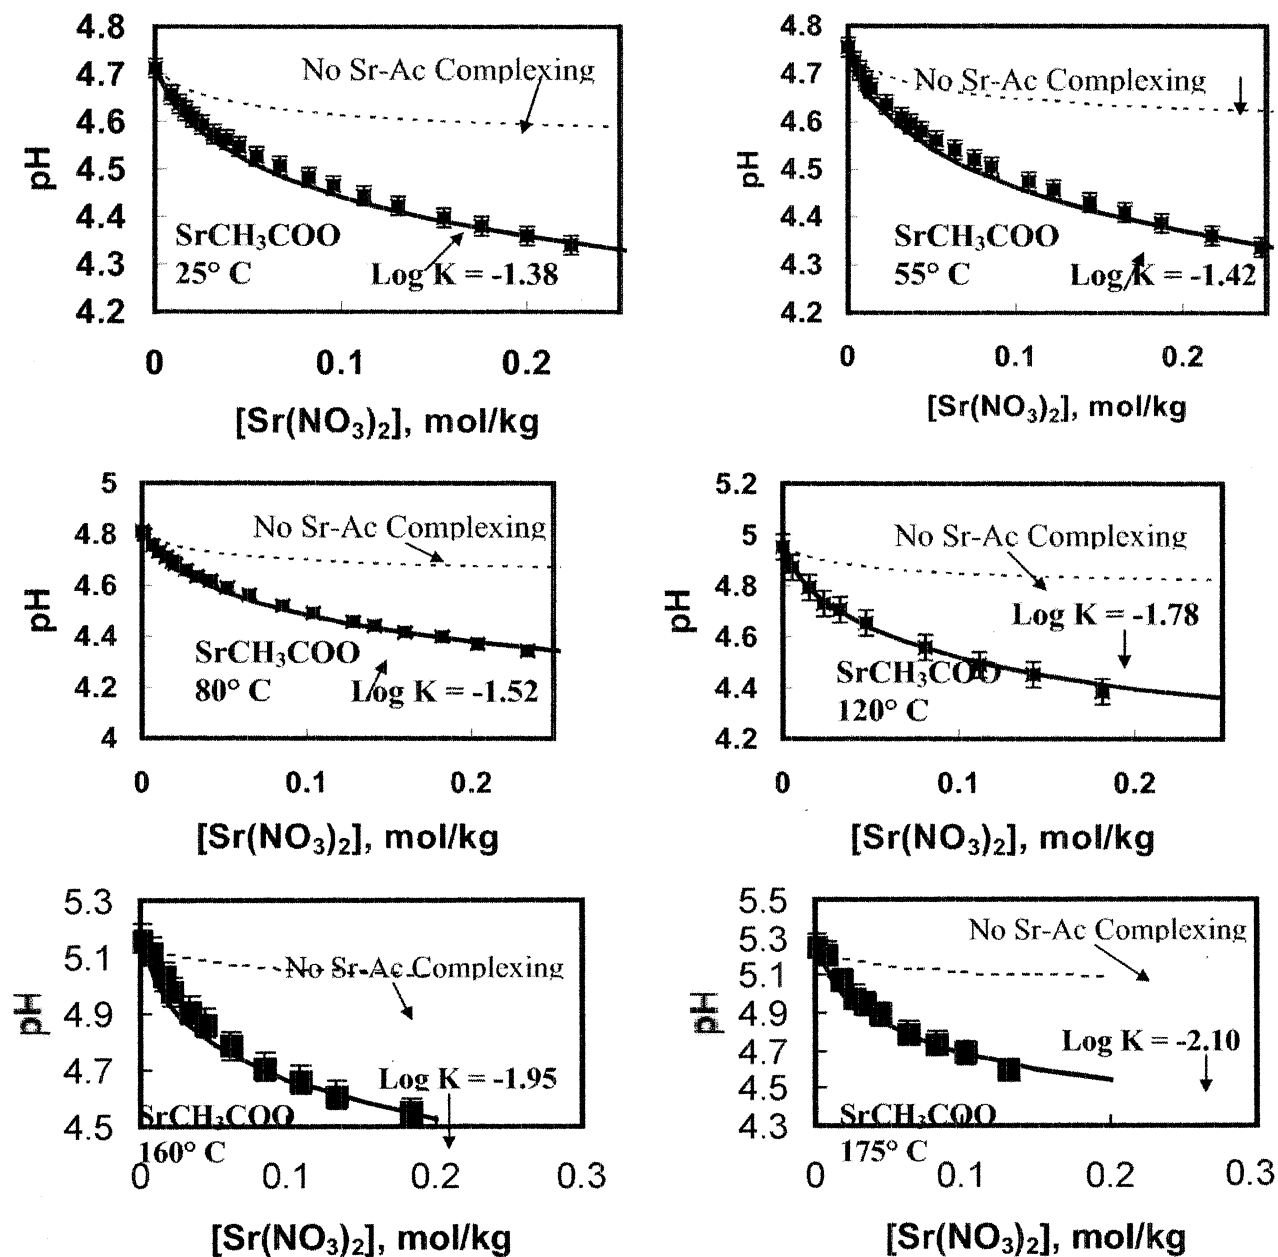 4.8
4.7
4.6
4.5
4.4
4.3
4.2
pH
No Sr-Ac Complexing
SrCH₃COO
25° C
Log K = -1.38
0 0.1 0.2
[Sr(NO₃)₂], mol/kg
4.8
4.7
4.6
4.5
4.4
4.3
4.2
pH
No Sr-Ac Complexing
SrCH₃COO
55° C
Log K = -1.42
0 0.1 0.2
[Sr(NO₃)₂], mol/kg
5
4.8
4.6
4.4
4.2
4
pH
No Sr-Ac Complexing
SrCH₃COO
80° C
Log K = -1.52
0 0.1 0.2
[Sr(NO₃)₂], mol/kg
5.2
5
4.8
4.6
4.4
4.2
pH
No Sr-Ac Complexing
Log K = -1.78
SrCH₃COO
120° C
0 0.1 0.2
[Sr(NO₃)₂], mol/kg
5.3
5.1
4.9
4.7
4.5
pH
No Sr-Ac Complexing
Log K = -1.95
SrCH₃COO
160° C
0 0.1 0.2 0.3
[Sr(NO₃)₂], mol/kg
5.5
5.3
5.1
4.9
4.7
4.5
4.3
pH
No Sr-Ac Complexing
Log K = -2.10
SrCH₃COO
175° C
0 0.1 0.2 0.3
[Sr(NO₃)₂], mol/kg